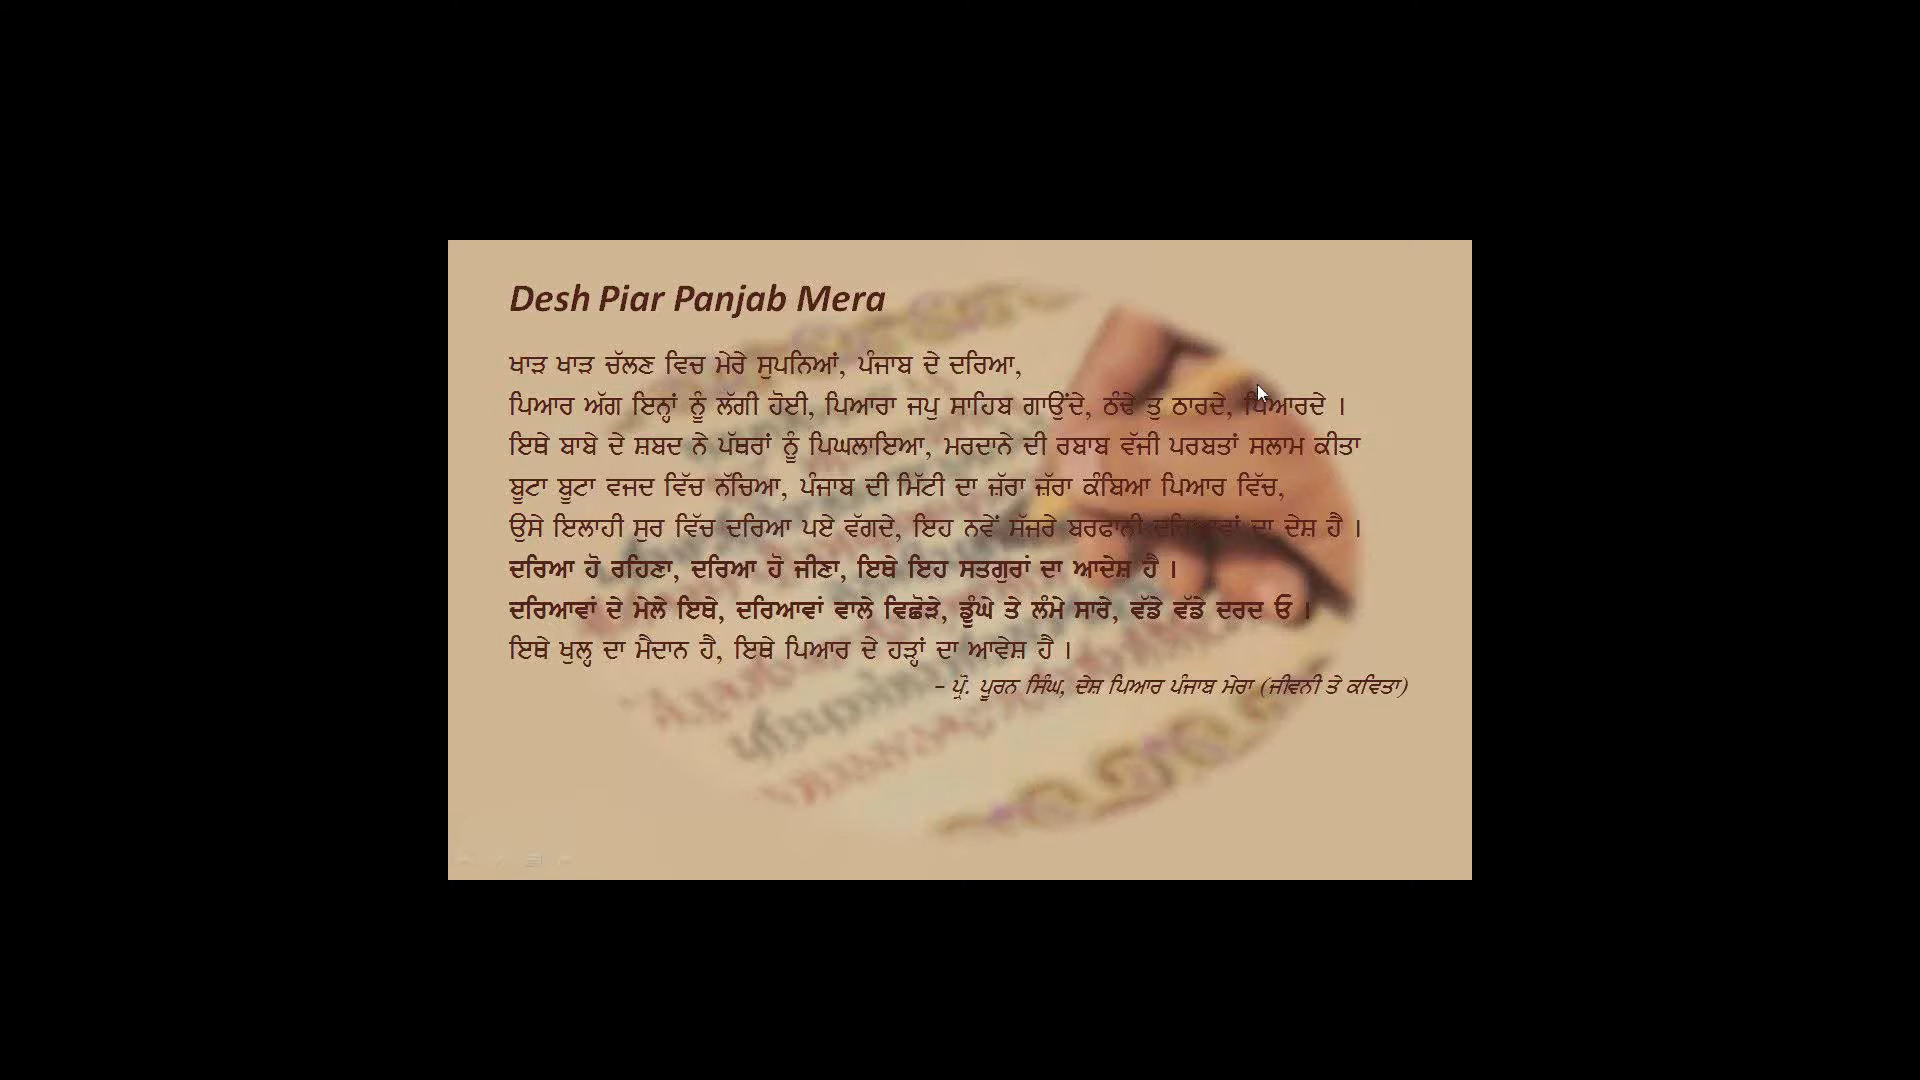 Desh Piar Panjab Mera
ਖਾੜ ਖਾੜ ਚੱਲਣ ਵਿਚ ਮੇਰੇ ਸੁਪਨਿਆਂ, ਪੰਜਾਬ ਦੇ ਦਰਿਆ,
ਪਿਆਰ ਅੱਗ ਇਨ੍ਹਾਂ ਨੂੰ ਲੱਗੀ ਹੋਈ, ਪਿਆਰਾ ਜਪੁ ਸਾਹਿਬ ਗਾਉਂਦੇ, ਠੰਢੇ ਤੁ ਠਾਰਦੇ, ਪਿਆਰਦੇ ।
ਇਥੇ ਬਾਬੇ ਦੇ ਸ਼ਬਦ ਨੇ ਪੱਥਰਾਂ ਨੂੰ ਪਿਘਲਾਇਆ, ਮਰਦਾਨੇ ਦੀ ਰਬਾਬ ਵੱਜੀ ਪਰਬਤਾਂ ਸਲਾਮ ਕੀਤਾ
ਬੂਟਾ ਬੂਟਾ ਵਜਦ ਵਿੱਚ ਨੱਚਿਆ, ਪੰਜਾਬ ਦੀ ਮਿੱਟੀ ਦਾ ਜ਼ੱਰਾ ਜ਼ੱਰਾ ਕੰਬਿਆ ਪਿਆਰ ਵਿੱਚ,
ਉਸੇ ਇਲਾਹੀ ਸੁਰ ਵਿੱਚ ਦਰਿਆ ਪਏ ਵੱਗਦੇ, ਇਹ ਨਵੇਂ ਸੱਜਰੇ ਬਰਫਾਨੀ ਦਰਿਆਵਾਂ ਦਾ ਦੇਸ਼ ਹੈ ।
ਦਰਿਆ ਹੋ ਰਹਿਣਾ, ਦਰਿਆ ਹੋ ਜੀਣਾ, ਇਥੇ ਇਹ ਸਤਗੁਰਾਂ ਦਾ ਆਦੇਸ਼ ਹੈ ।
ਦਰਿਆਵਾਂ ਦੇ ਮੇਲੇ ਇਥੇ, ਦਰਿਆਵਾਂ ਵਾਲੇ ਵਿਛੋੜੇ, ਡੂੰਘੇ ਤੇ ਲੰਮੇ ਸਾਰੇ, ਵੱਡੇ ਵੱਡੇ ਦਰਦ ਓ ।
ਇਥੇ ਖੁਲ੍ਹ ਦਾ ਮੈਦਾਨ ਹੈ, ਇਥੇ ਪਿਆਰ ਦੇ ਹੜ੍ਹਾਂ ਦਾ ਆਵੇਸ਼ ਹੈ ।
– ਪ੍ਰੋ. ਪੂਰਨ ਸਿੰਘ, ਦੇਸ਼ ਪਿਆਰ ਪੰਜਾਬ ਮੇਰਾ (ਜੀਵਨੀ ਤੇ ਕਵਿਤਾ)